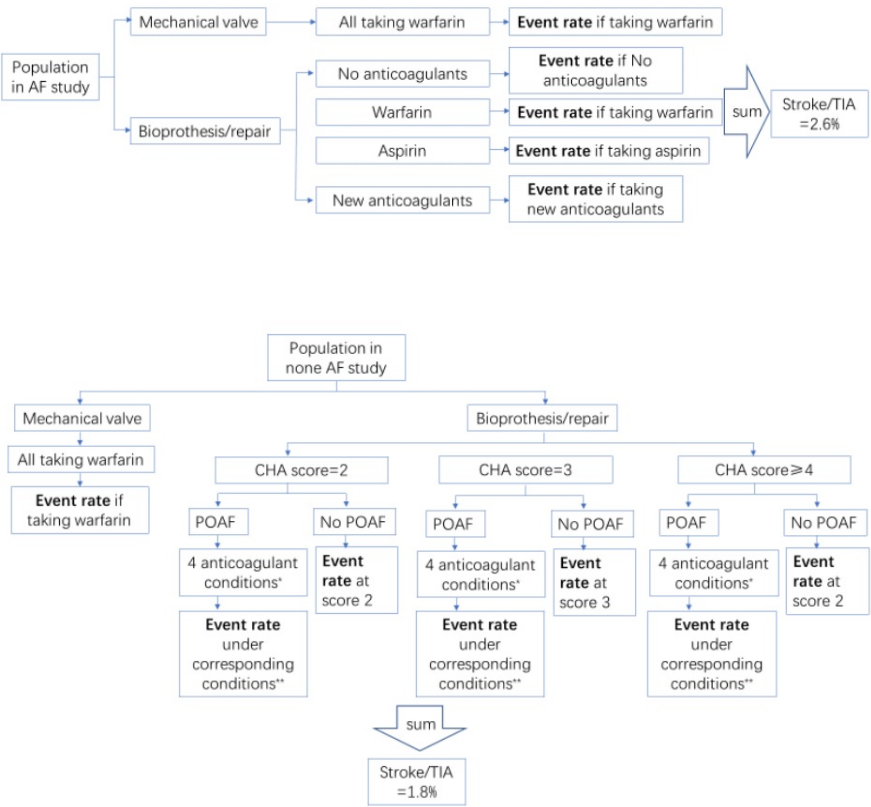 Mechanical valve
All taking warfarin
Event rate if taking warfarin
Population
in AF study
No anticoagulants
Event rate if No
anticoagulants
Warfarin
Event rate if taking warfarin
sum
Stroke/TIA
=2.6%
Bioprothesis/repair
Aspirin
Event rate if taking aspirin
New anticoagulants
Event rate if taking
new anticoagulants
Population in
none AF study
Mechanical valve
Bioprothesis/repair
All taking warfarin
Event rate if
taking warfarin
CHA score=2
CHA score=3
CHA score≥4
POAF
No POAF
POAF
No POAF
POAF
No POAF
4 anticoagulant
conditions*
Event
rate at
score 2
4 anticoagulant
conditions*
Event
rate at
score 3
4 anticoagulant
conditions*
Event
rate at
score 2
Event rate
under
corresponding
conditions**
Event rate
under
corresponding
conditions**
Event rate
under
corresponding
conditions**
sum
Stroke/TIA
=1.8%